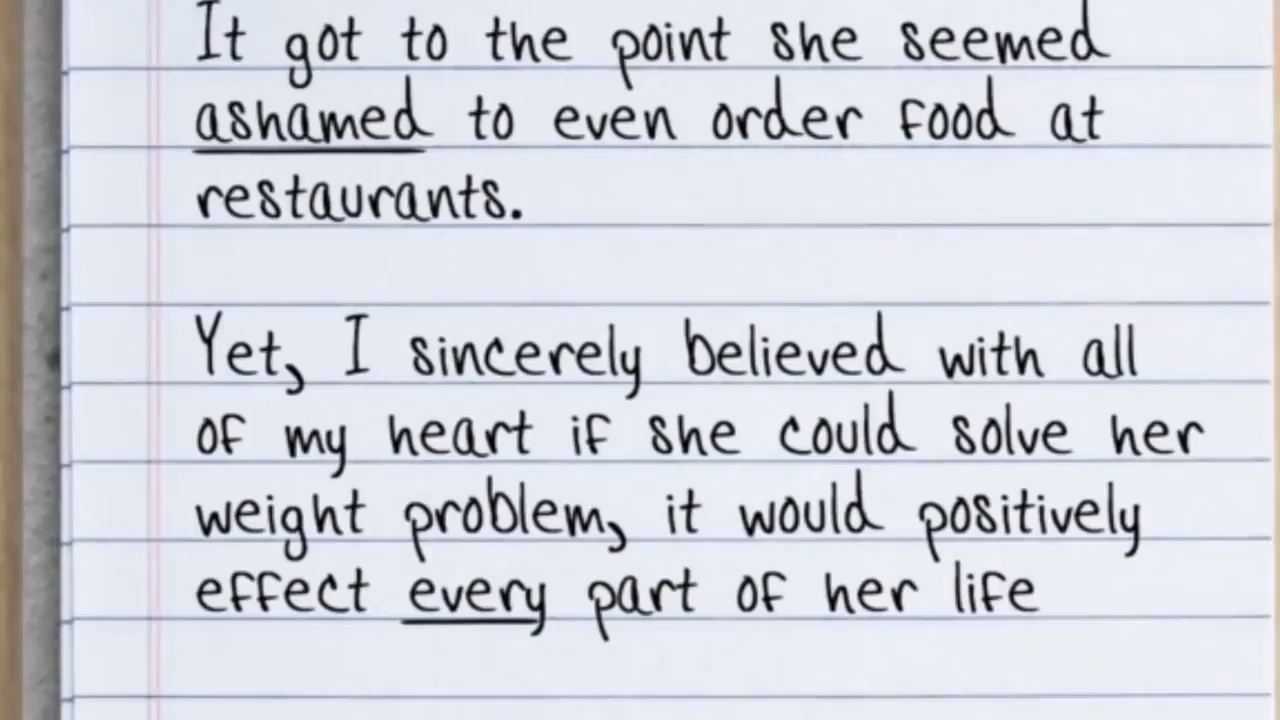 It got to the point she seemed
ashamed to even order food at
restaurants.
Yet, I sincerely believed with all
of my heart if she could solve her
weight problem, it would positively
effect every part of her life